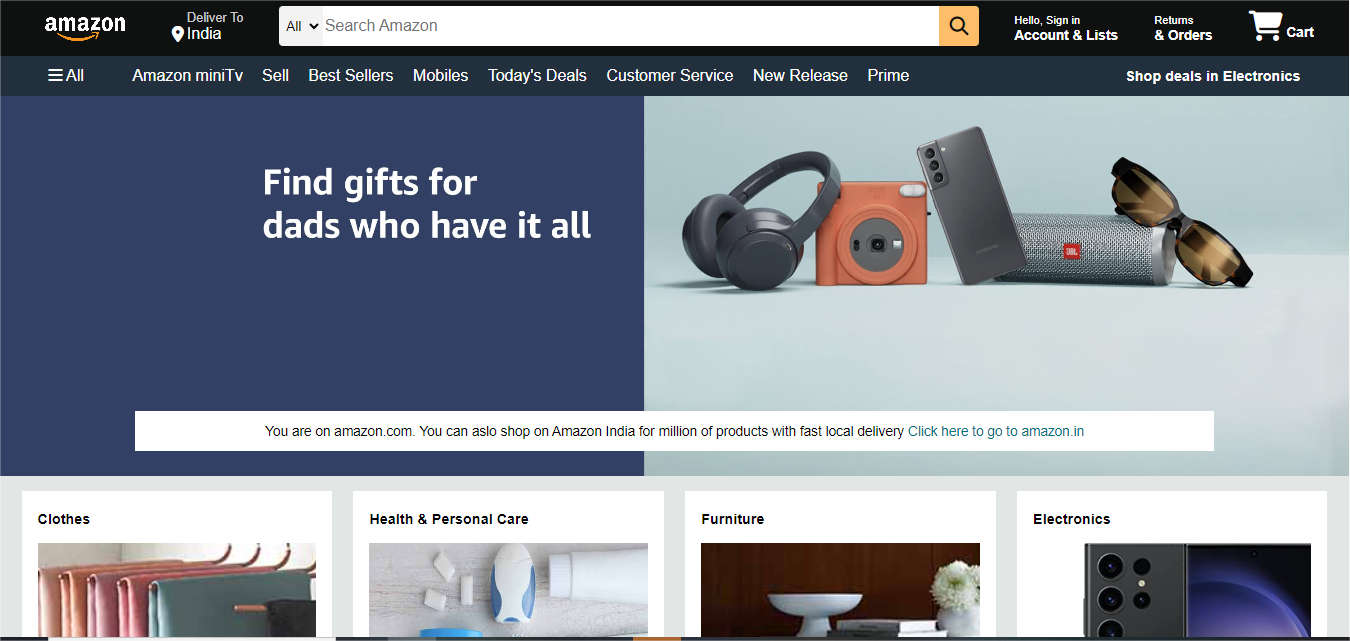 amazon
Deliver To
India
All
Search Amazon
Hello, Sign in
Account & Lists
Returns
& Orders
Cart
All
Amazon miniTv
Sell
Best Sellers
Mobiles
Today's Deals
Customer Service
New Release
Prime
Shop deals in Electronics
Find gifts for
dads who have it all
JBL
You are on amazon.com. You can aslo shop on Amazon India for million of products with fast local delivery Click here to go to amazon.in
Clothes
Health & Personal Care
Furniture
Electronics